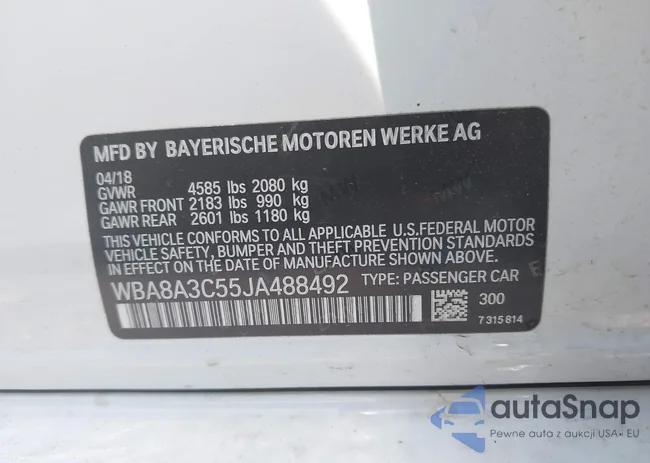 MFD BY BAYERISCHE MOTOREN WERKE AG
04/18
GVWR 4585 lbs 2080 kg
GAWR FRONT 2183 lbs 990 kg
GAWR REAR 2601 lbs 1180 kg
THIS VEHICLE CONFORMS TO ALL APPLICABLE U.S.FEDERAL MOTOR
VEHICLE SAFETY, BUMPER AND THEFT PREVENTION STANDARDS
IN EFFECT ON THE DATE OF MANUFACTURE SHOWN ABOVE.
WBA8A3C55JA488492 TYPE: PASSENGER CAR
300
7 315 814
autoSnap
Pewne auta z aukcji USA i EU